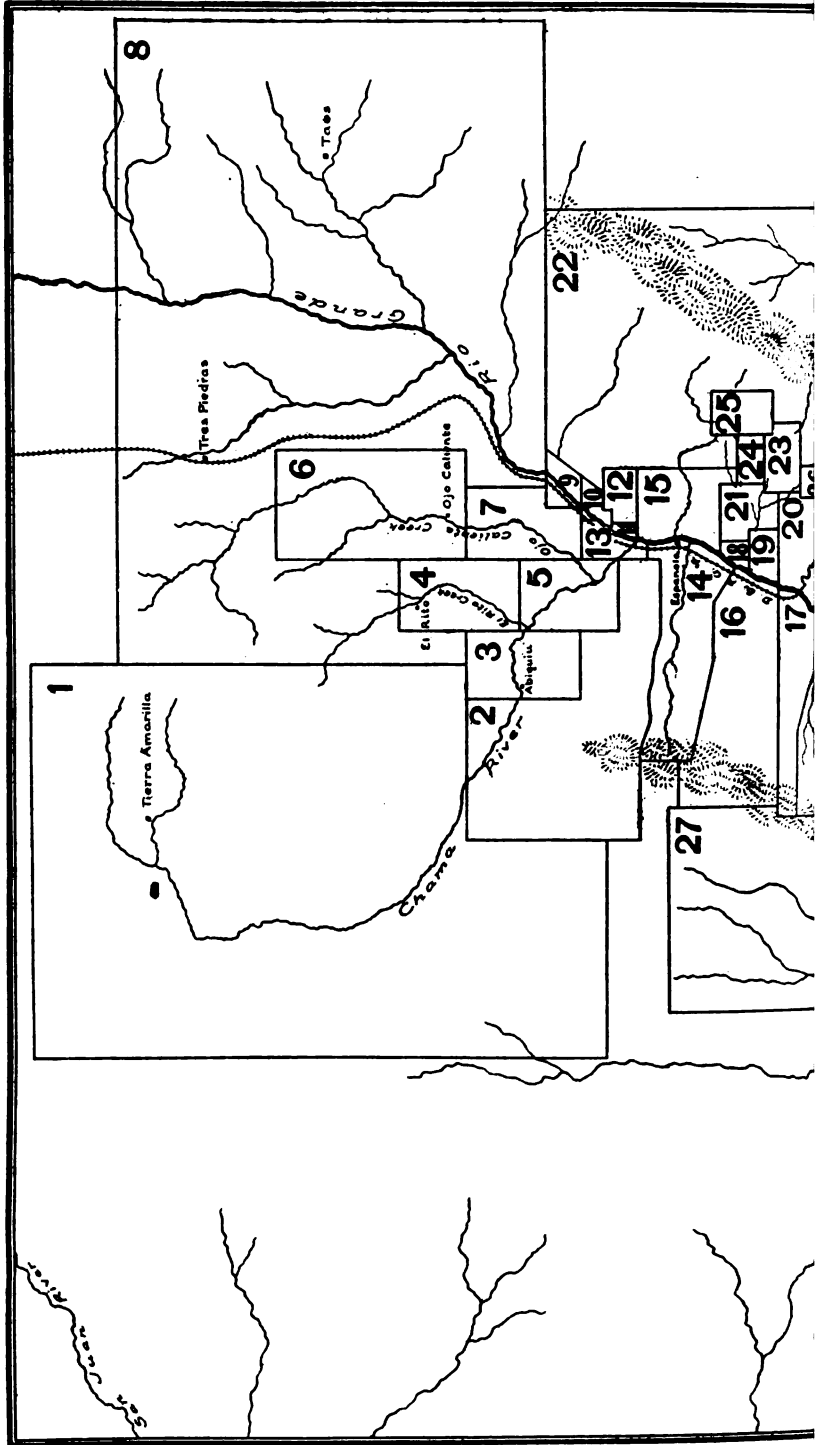 San Juan River
1
Tierra Amarilla
Chama River
8
Tres Piedras
Taos
Rio Grande
6
Ojo Caliente
Ojo Caliente Creek
7
4
El Rito
El Rito Creek
5
3
Abiquiu
2
9
10
22
13
11
12
15
Española
14
16
27
25
24
23
21
18
19
20
17